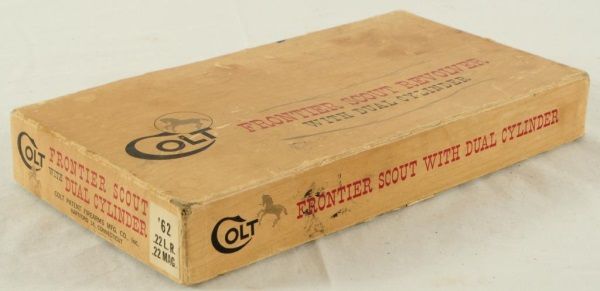 COLT
FRONTIER SCOUT REVOLVER
WITH DUAL CYLINDER
COLT
FRONTIER SCOUT
WITH DUAL CYLINDER
COLT PATENT FIREARMS MFG. CO., INC.
HARTFORD 14, CONNECTICUT
'62
.22 L.R.
.22 MAG.
COLT
FRONTIER SCOUT WITH DUAL CYLINDER